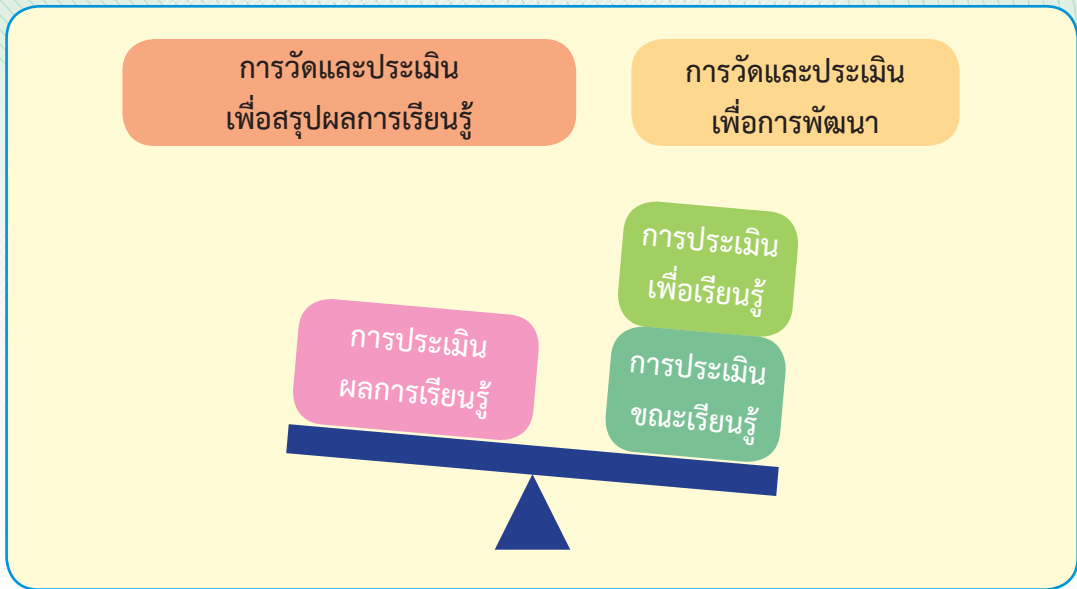 การวัดและประเมิน
เพื่อสรุปผลการเรียนรู้
การวัดและประเมิน
เพื่อการพัฒนา
การประเมิน
เพื่อเรียนรู้
การประเมิน
ผลการเรียนรู้
การประเมิน
ขณะเรียนรู้